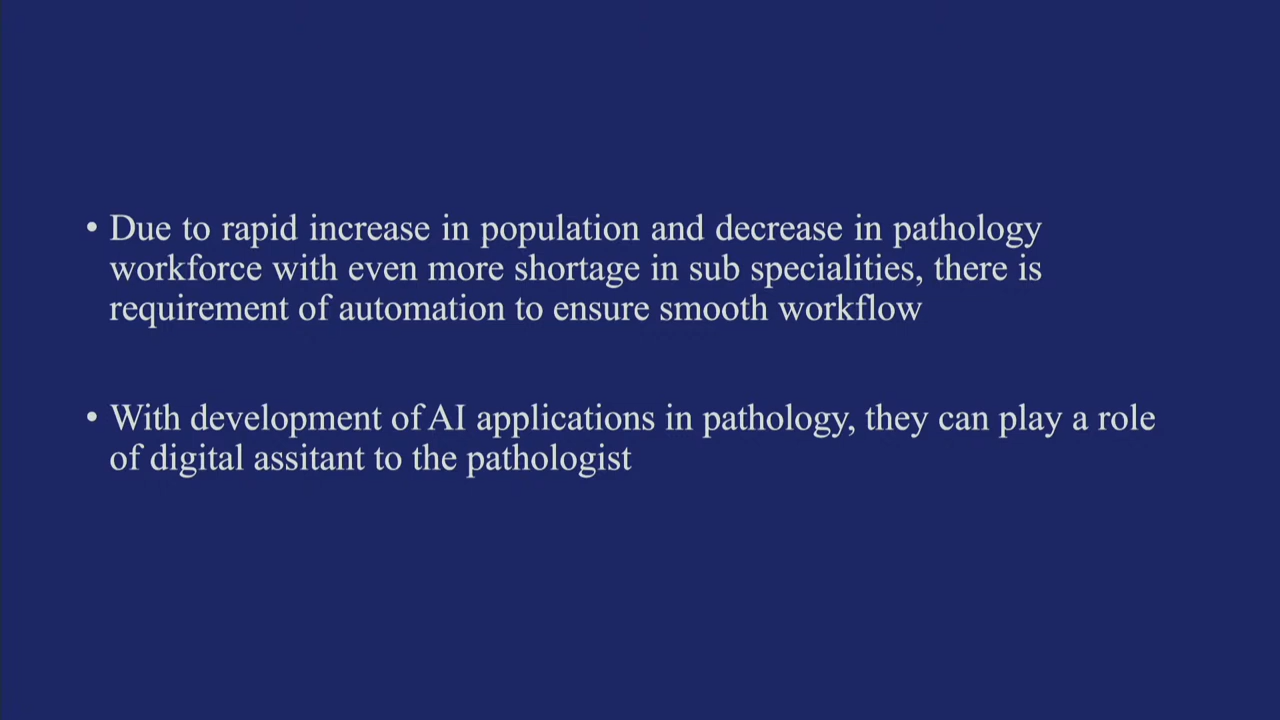 • Due to rapid increase in population and decrease in pathology
workforce with even more shortage in sub specialities, there is
requirement of automation to ensure smooth workflow
• With development of AI applications in pathology, they can play a role
of digital assitant to the pathologist